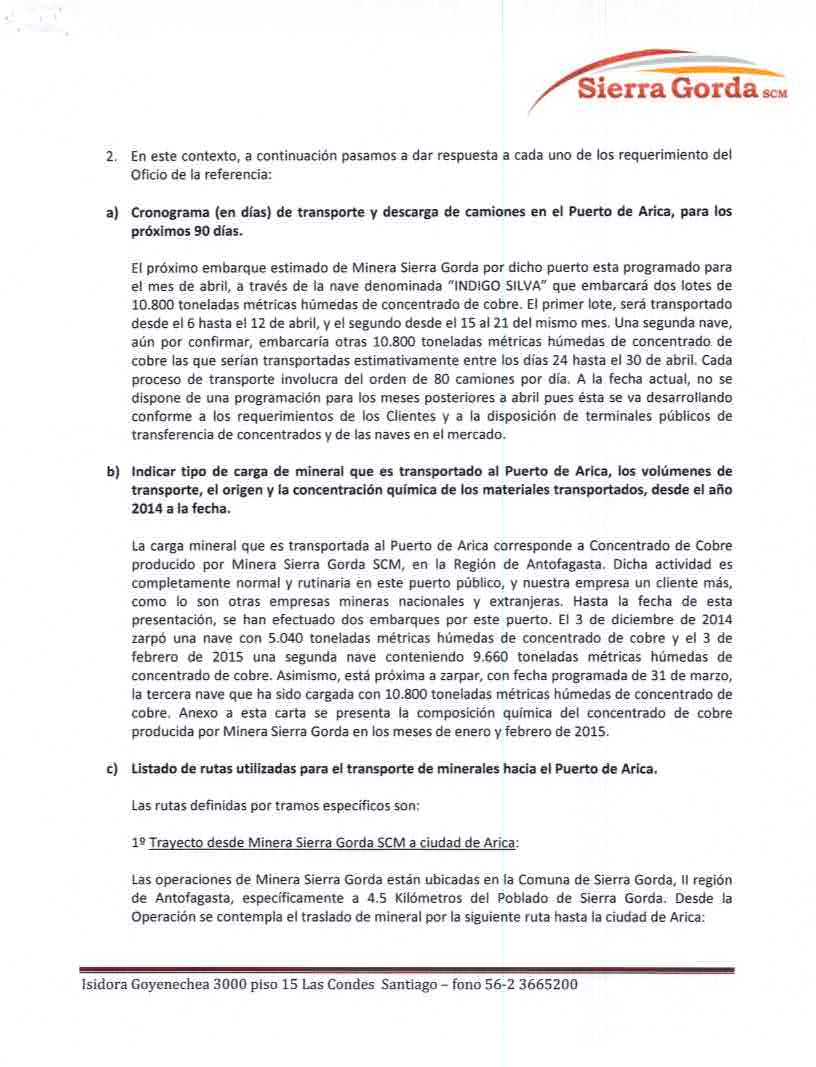 Sierra Gorda SCM
2. En este contexto, a continuación pasamos a dar respuesta a cada uno de los requerimiento del
Oficio de la referencia:
a) Cronograma (en días) de transporte y descarga de camiones en el Puerto de Arica, para los
próximos 90 días.
El próximo embarque estimado de Minera Sierra Gorda por dicho puerto esta programado para
el mes de abril, a través de la nave denominada "INDIGO SILVA" que embarcará dos lotes de
10.800 toneladas métricas húmedas de concentrado de cobre. El primer lote, será transportado
desde el 6 hasta el 12 de abril, y el segundo desde el 15 al 21 del mismo mes. Una segunda nave,
aún por confirmar, embarcaría otras 10.800 toneladas métricas húmedas de concentrado de
cobre las que serían transportadas estimativamente entre los días 24 hasta el 30 de abril. Cada
proceso de transporte involucra del orden de 80 camiones por día. A la fecha actual, no se
dispone de una programación para los meses posteriores a abril pues ésta se va desarrollando
conforme a los requerimientos de los Clientes y a la disposición de terminales públicos de
transferencia de concentrados y de las naves en el mercado.
b) Indicar tipo de carga de mineral que es transportado al Puerto de Arica, los volúmenes de
transporte, el origen y la concentración química de los materiales transportados, desde el año
2014 a la fecha.
La carga mineral que es transportada al Puerto de Arica corresponde a Concentrado de Cobre
producido por Minera Sierra Gorda SCM, en la Región de Antofagasta. Dicha actividad es
completamente normal y rutinaria en este puerto público, y nuestra empresa un cliente más,
como lo son otras empresas mineras nacionales y extranjeras. Hasta la fecha de esta
presentación, se han efectuado dos embarques por este puerto. El 3 de diciembre de 2014
zarpó una nave con 5.040 toneladas métricas húmedas de concentrado de cobre y el 3 de
febrero de 2015 una segunda nave conteniendo 9.660 toneladas métricas húmedas de
concentrado de cobre. Asimismo, está próxima a zarpar, con fecha programada de 31 de marzo,
la tercera nave que ha sido cargada con 10.800 toneladas métricas húmedas de concentrado de
cobre. Anexo a esta carta se presenta la composición química del concentrado de cobre
producida por Minera Sierra Gorda en los meses de enero y febrero de 2015.
c) Listado de rutas utilizadas para el transporte de minerales hacia el Puerto de Arica.
Las rutas definidas por tramos específicos son:
1º Trayecto desde Minera Sierra Gorda SCM a ciudad de Arica:
Las operaciones de Minera Sierra Gorda están ubicadas en la Comuna de Sierra Gorda, II región
de Antofagasta, específicamente a 4.5 Kilómetros del Poblado de Sierra Gorda. Desde la
Operación se contempla el traslado de mineral por la siguiente ruta hasta la ciudad de Arica:
Isidora Goyenechea 3000 piso 15 Las Condes Santiago – fono 56-2 3665200